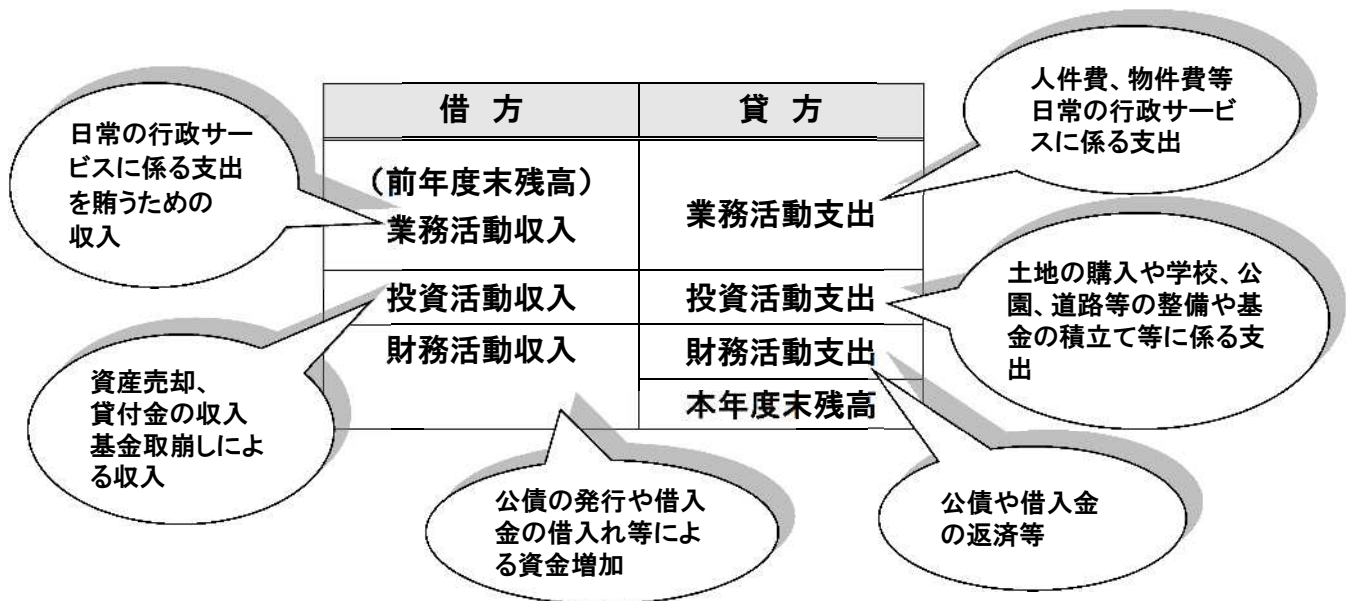 借 方
貸 方
(前年度末残高)
業務活動収入
業務活動支出
投資活動収入
投資活動支出
財務活動収入
財務活動支出
本年度末残高
日常の行政サー
ビスに係る支出
を賄うための
収入
人件費、物件費等
日常の行政サービ
スに係る支出
土地の購入や学校、公
園、道路等の整備や基
金の積立て等に係る支
出
資産売却、
貸付金の収入
基金取崩しによ
る収入
公債の発行や借入
金の借入れ等によ
る資金増加
公債や借入金
の返済等